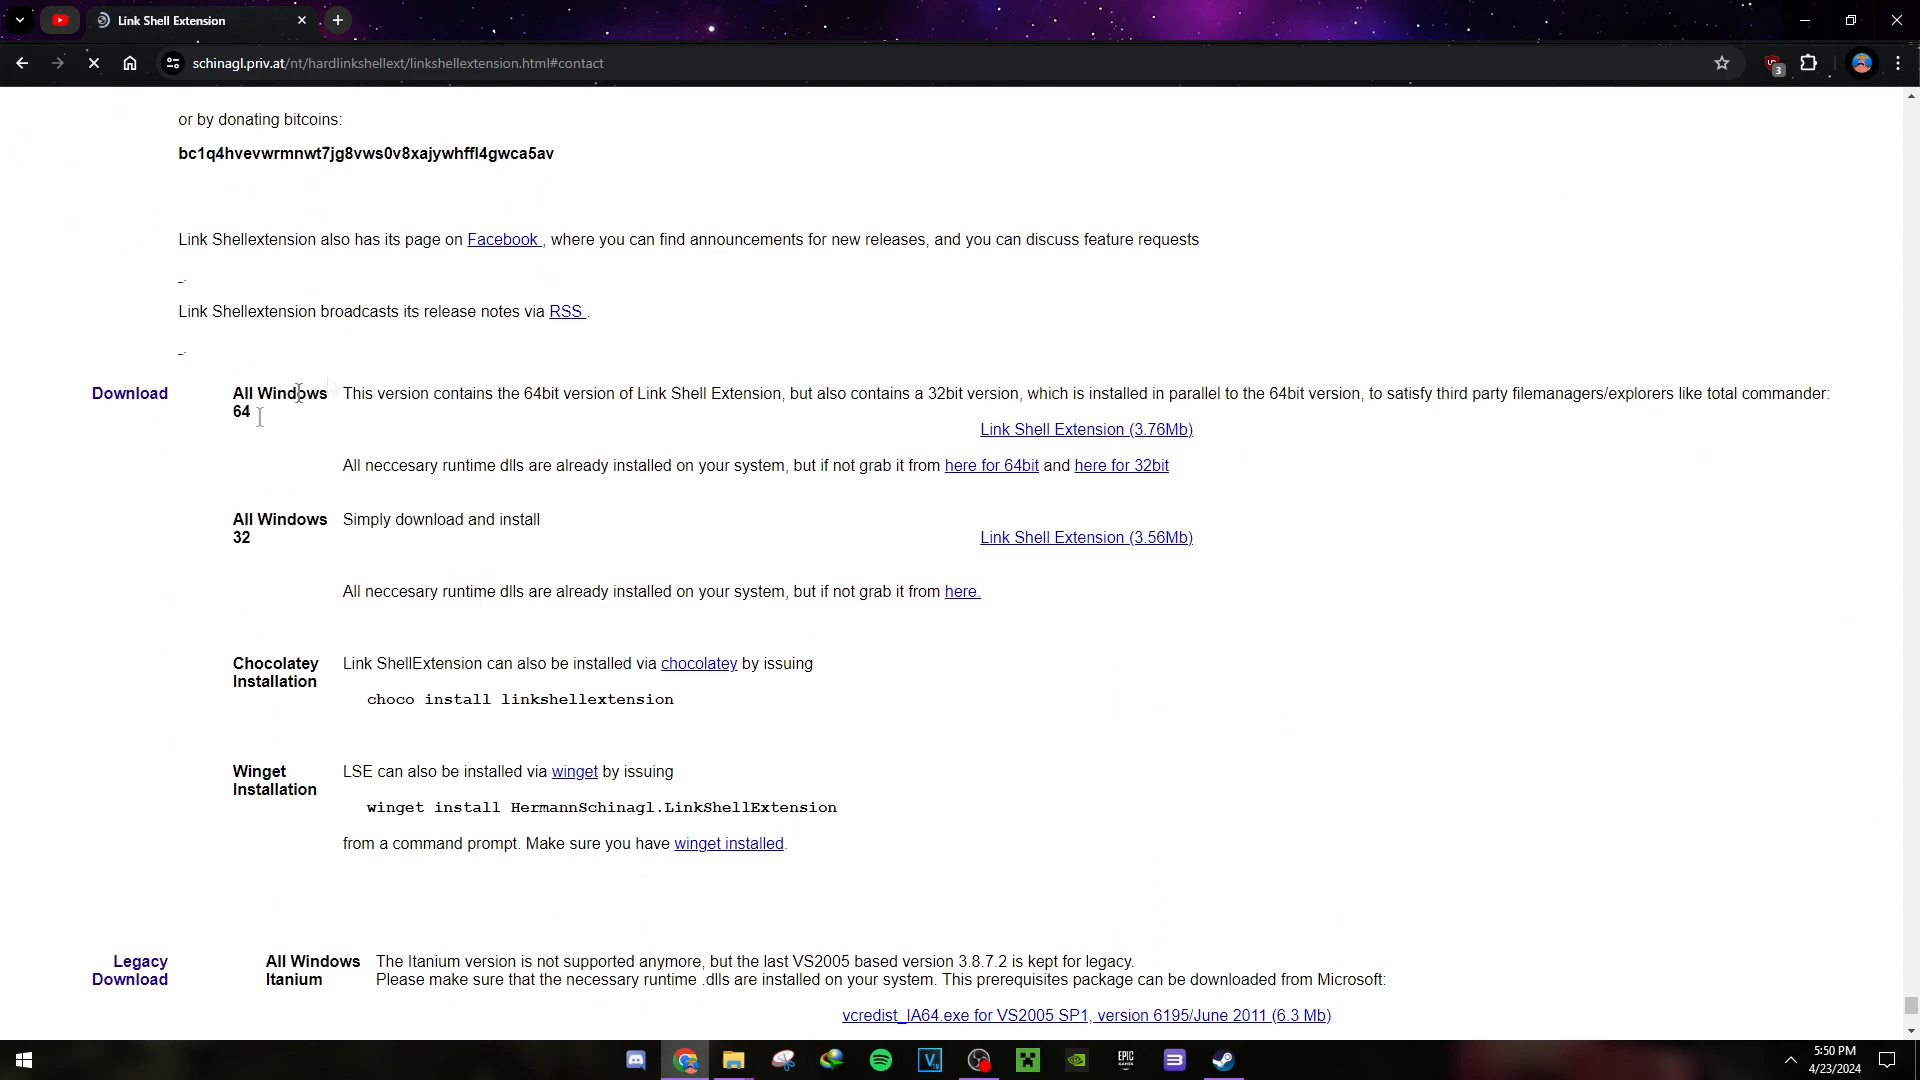 Link Shell Extension
schinagl.priv.at/nt/hardlinkshellext/linkshellextension.html#contact
3
or by donating bitcoins:
bc1q4hvevwrmnwt7jg8vws0v8xajywhffl4gwca5av
Link Shellextension also has its page on Facebook , where you can find announcements for new releases, and you can discuss feature requests
Link Shellextension broadcasts its release notes via RSS .
Download
All Windows 64
This version contains the 64bit version of Link Shell Extension, but also contains a 32bit version, which is installed in parallel to the 64bit version, to satisfy third party filemanagers/explorers like total commander:
Link Shell Extension (3.76Mb)
All neccesary runtime dlls are already installed on your system, but if not grab it from here for 64bit and here for 32bit
All Windows 32
Simply download and install
Link Shell Extension (3.56Mb)
All neccesary runtime dlls are already installed on your system, but if not grab it from here.
Chocolatey Installation
Link ShellExtension can also be installed via chocolatey by issuing
choco install linkshellextension
Winget Installation
LSE can also be installed via winget by issuing
winget install HermannSchinagl.LinkShellExtension
from a command prompt. Make sure you have winget installed.
Legacy Download
All Windows Itanium
The Itanium version is not supported anymore, but the last VS2005 based version 3.8.7.2 is kept for legacy.
Please make sure that the necessary runtime .dlls are installed on your system. This prerequisites package can be downloaded from Microsoft:
vcredist_IA64.exe for VS2005 SP1, version 6195/June 2011 (6.3 Mb)
EPIC GAMES
5:50 PM
4/23/2024